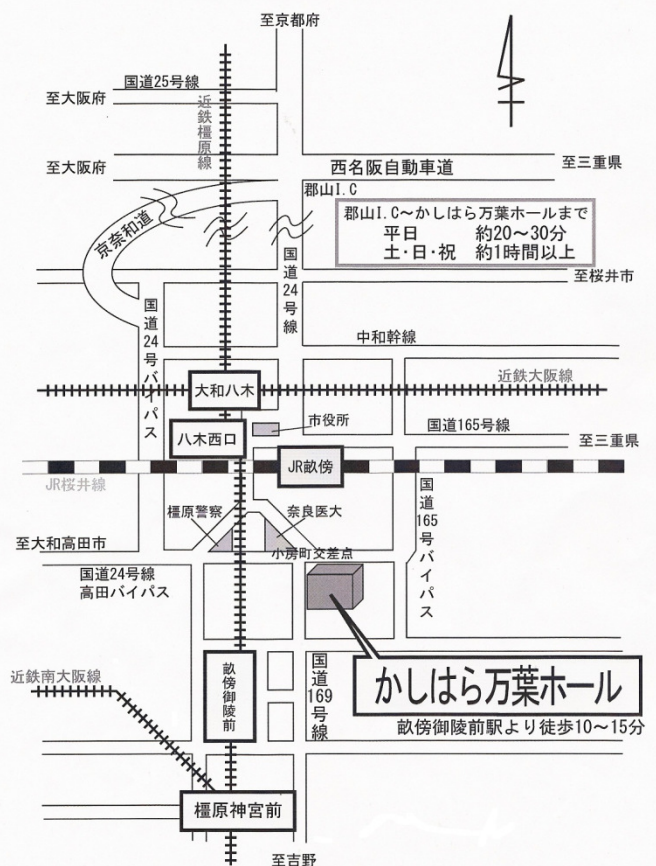 至京都府
国道25号線
至大阪府
近鉄橿原線
至大阪府
西名阪自動車道
至三重県
郡山I.C
郡山I.C～かしはら万葉ホールまで
平日 約20～30分
土・日・祝 約1時間以上
京奈和道
国道24号線
至桜井市
国道24号バイパス
中和幹線
大和八木
近鉄大阪線
市役所
国道165号線
八木西口
至三重県
JR畝傍
JR桜井線
国道165号バイパス
橿原警察
奈良医大
至大和高田市
小房町交差点
国道24号線
高田バイパス
畝傍御陵前
国道169号線
かしはら万葉ホール
近鉄南大阪線
畝傍御陵前駅より徒歩10～15分
橿原神宮前
至吉野